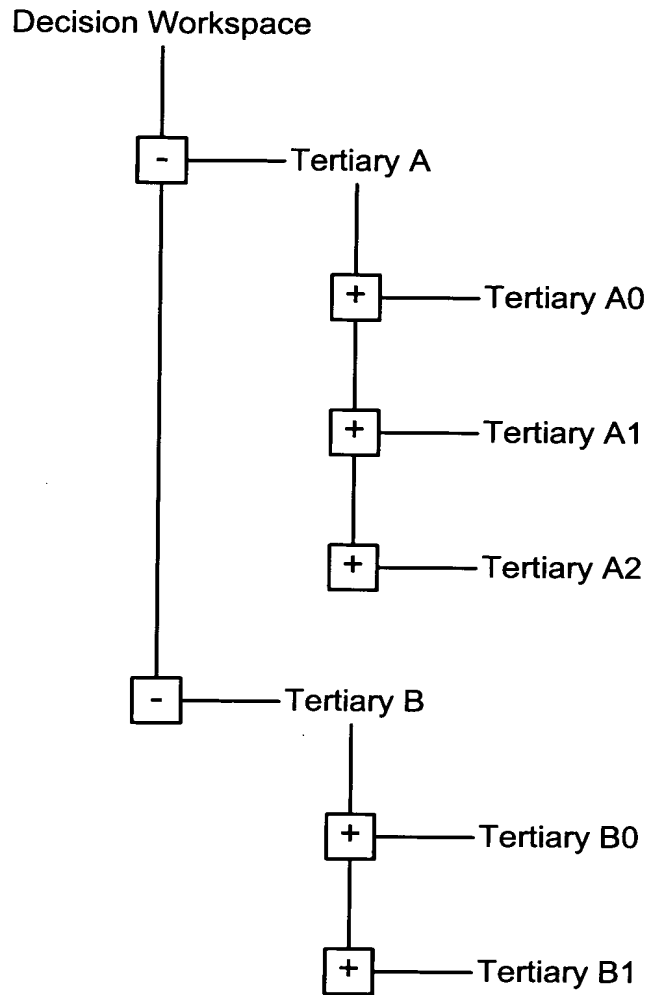 Decision Workspace
- Tertiary A
+ Tertiary A0
+ Tertiary A1
+ Tertiary A2
- Tertiary B
+ Tertiary B0
+ Tertiary B1